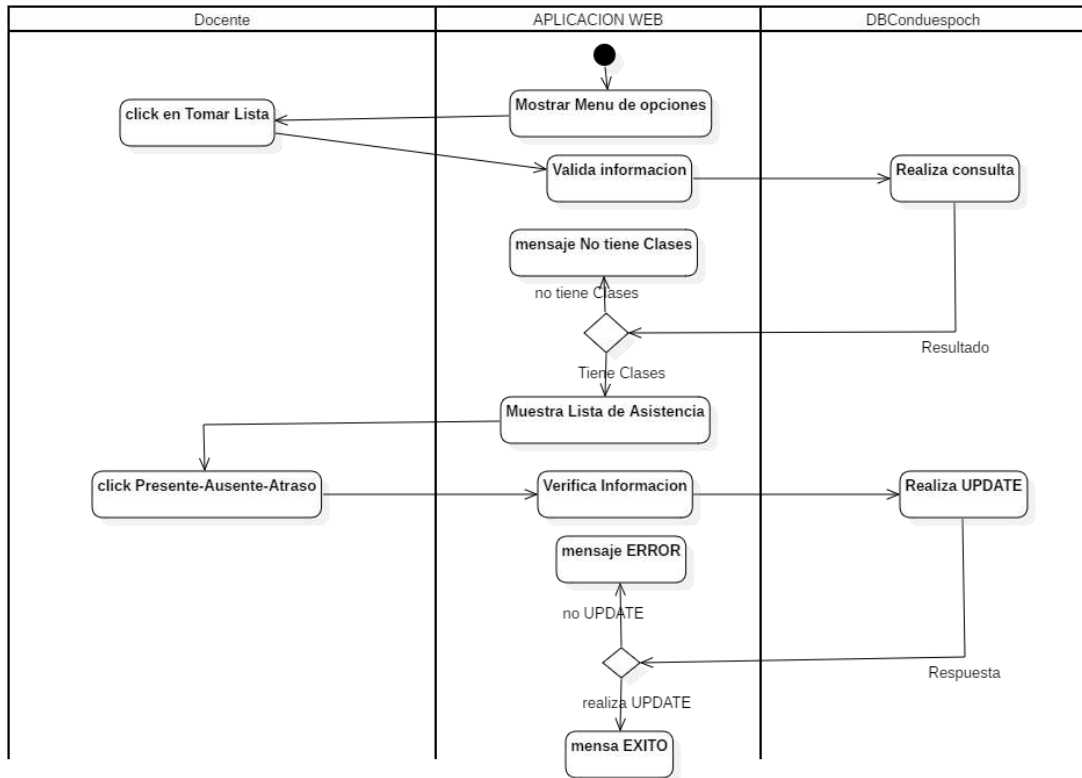 Docente
APLICACION WEB
DBConduespoch
Mostrar Menu de opciones
click en Tomar Lista
Valida informacion
Realiza consulta
mensaje No tiene Clases
no tiene Clases
Resultado
Tiene Clases
Muestra Lista de Asistencia
click Presente-Ausente-Atraso
Verifica Informacion
Realiza UPDATE
mensaje ERROR
no UPDATE
Respuesta
realiza UPDATE
mensa EXITO